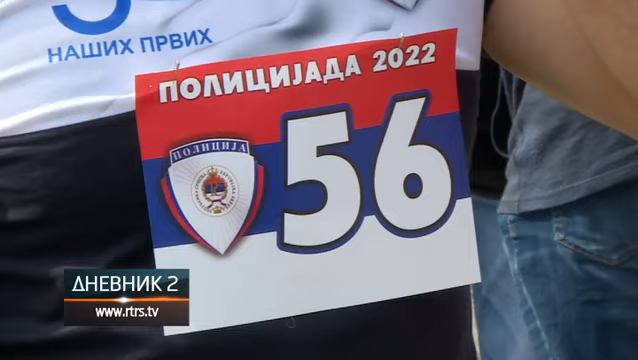 НАШИХ ПРВИХ
ПОЛИЦИЈАДА 2022
ПОЛИЦИЈА
56
ДНЕВНИК 2
www.rtrs.tv